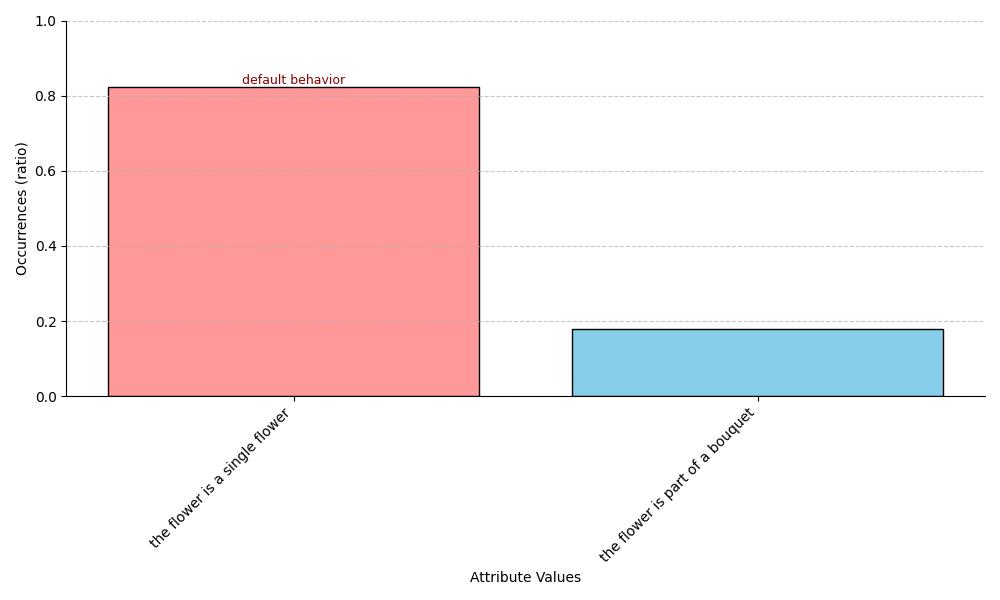 1.0
default behavior
0.8
0.6
0.4
0.2
0.0
Occurrences (ratio)
the flower is a single flower
the flower is part of a bouquet
Attribute Values